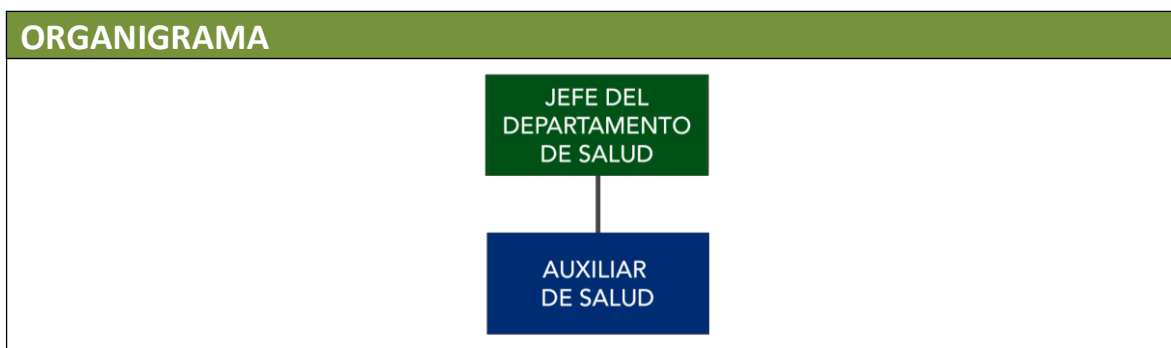 ORGANIGRAMA
JEFE DEL
DEPARTAMENTO
DE SALUD
AUXILIAR
DE SALUD